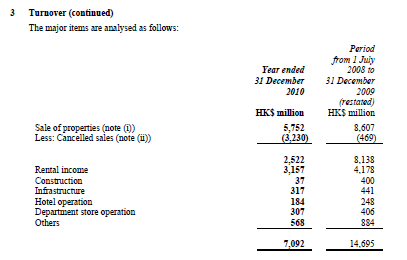 3 Turnover (continued)
The major items are analysed as follows:
Period
from 1 July
Year ended 2008 to
31 December 31 December
2010 2009
(restated)
HK$ million HK$ million
Sale of properties (note (i)) 5,752 8,607
Less: Cancelled sales (note (ii)) (3,230) (469)
2,522 8,138
Rental income 3,157 4,178
Construction 37 400
Infrastructure 317 441
Hotel operation 184 248
Department store operation 307 406
Others 568 884
7,092 14,695